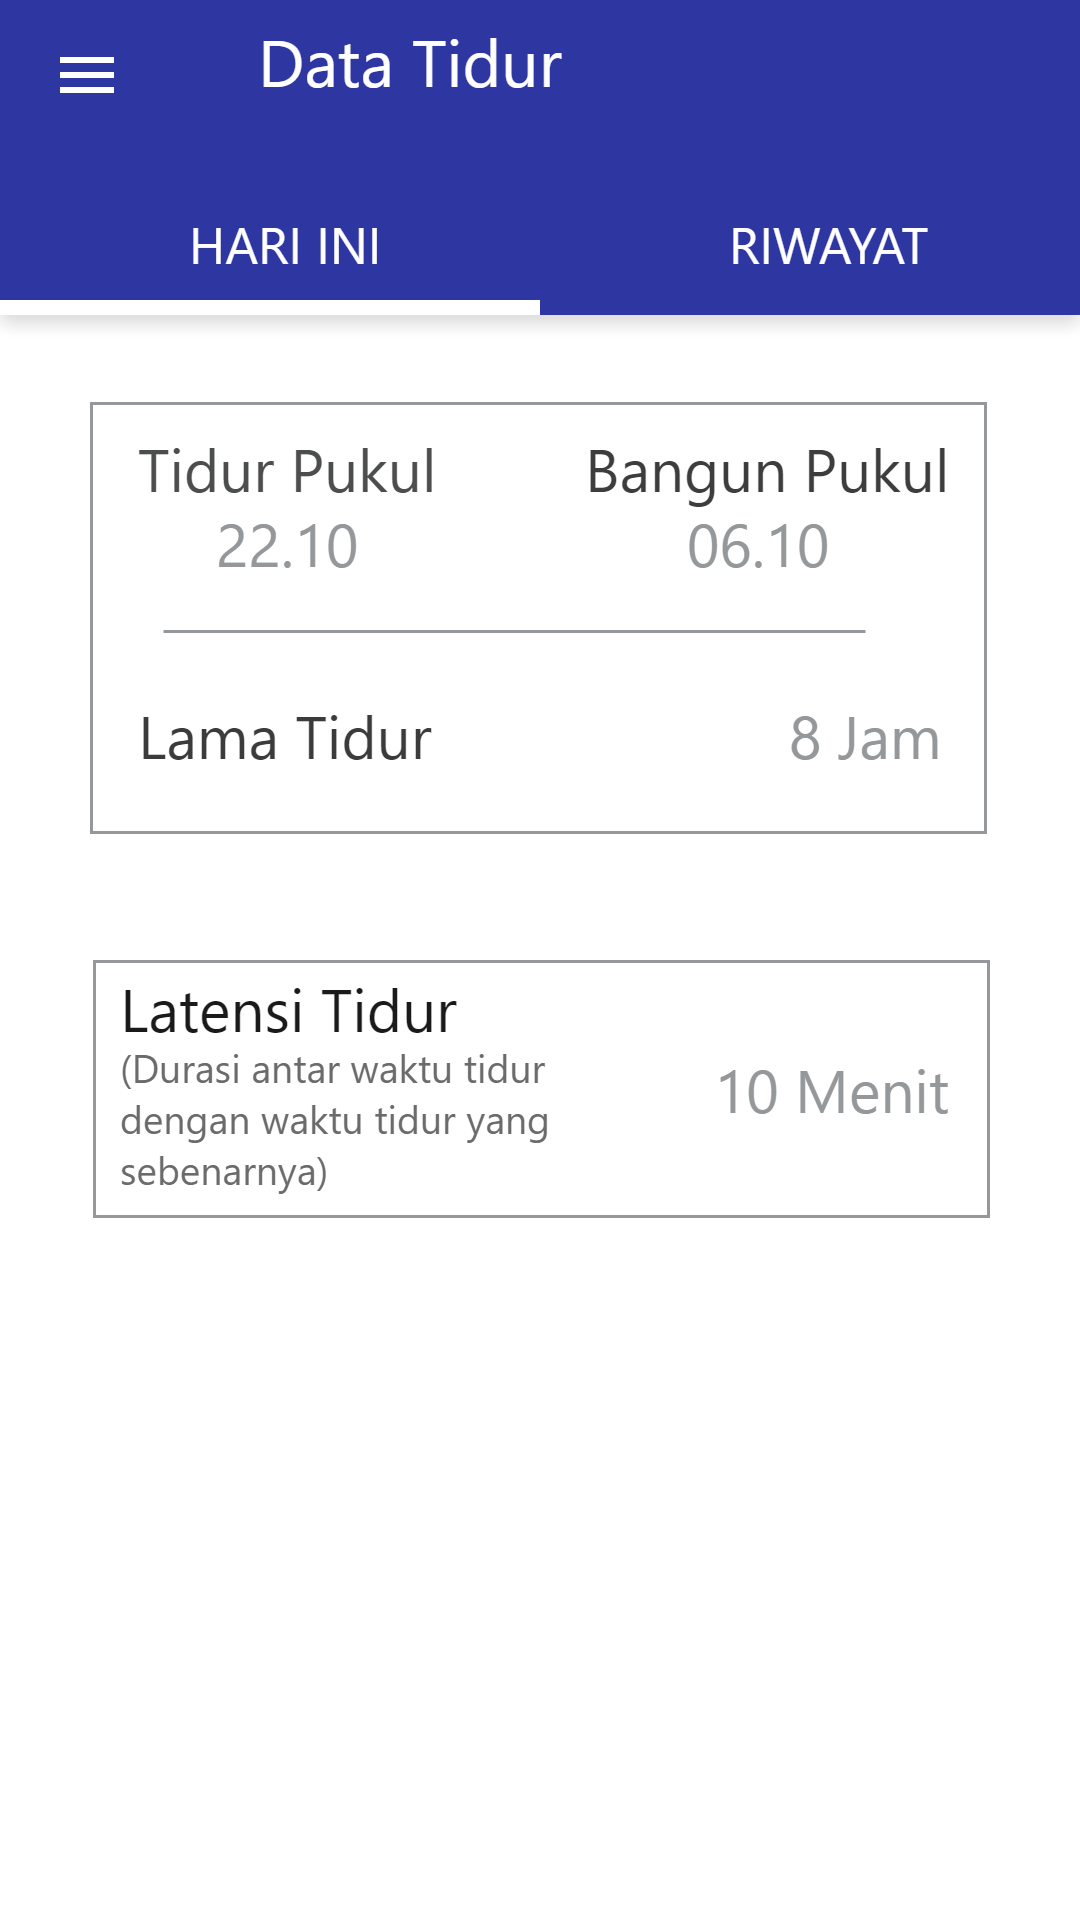 Data Tidur
HARI INI
RIWAYAT
Tidur Pukul
22.10
Bangun Pukul
06.10
Lama Tidur
8 Jam
Latensi Tidur
(Durasi antar waktu tidur
dengan waktu tidur yang
sebenarnya)
10 Menit